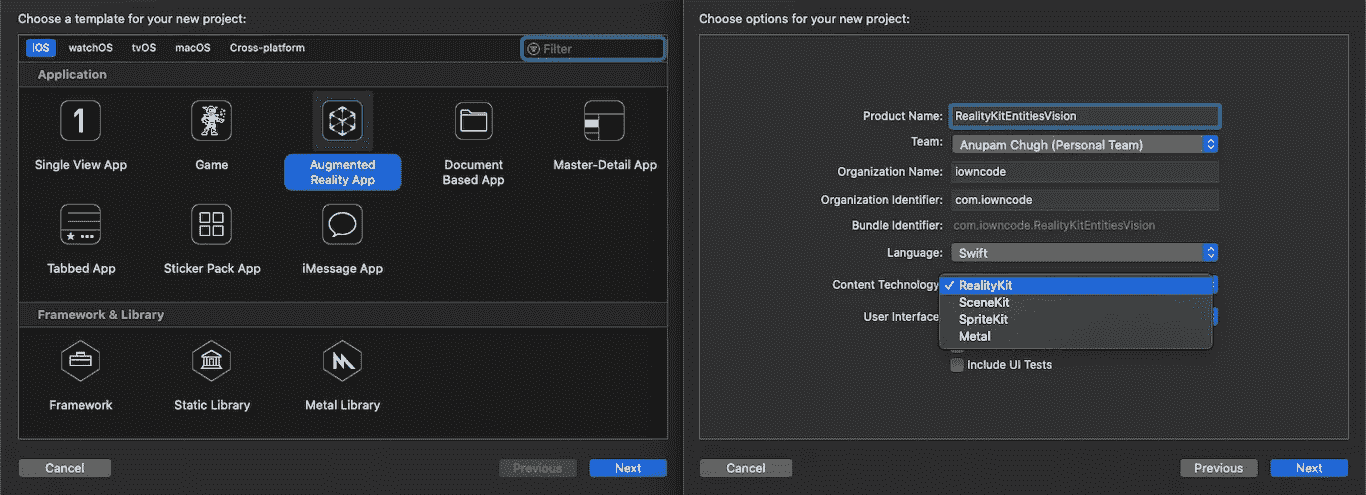 Choose a template for your new project:
iOS watchOS tvOS macOS Cross-platform Filter
Application
1
Single View App Game Augmented Reality App Document Based App Master-Detail App
Tabbed App Sticker Pack App iMessage App
Framework & Library
Framework Static Library Metal Library
Cancel Previous Next
Choose options for your new project:
Product Name: RealityKitEntitiesVision
Team: Anupam Chugh (Personal Team)
Organization Name: iowncode
Organization Identifier: com.iowncode
Bundle Identifier: com.iowncode.RealityKitEntitiesVision
Language: Swift
Content Technology RealityKit
SceneKit
User Interface SpriteKit
Metal
Include UI Tests
Cancel Previous Next